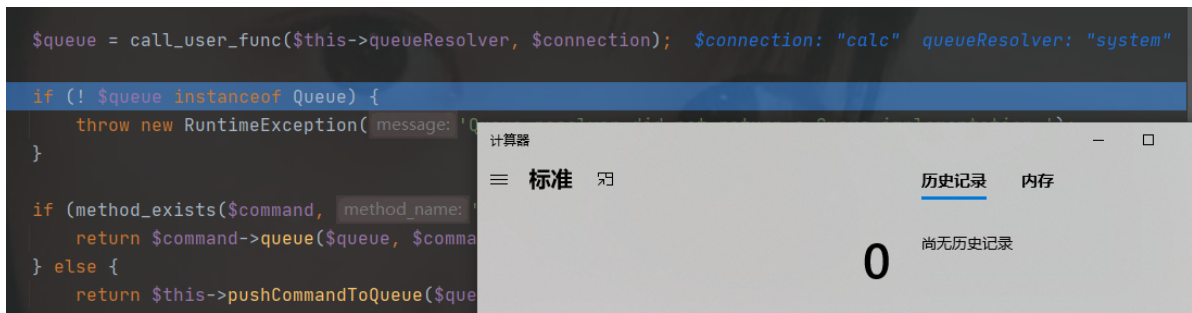 $queue = call_user_func($this->queueResolver, $connection);  $connection: "calc"  queueResolver: "system"
if (! $queue instanceof Queue) {
throw new RuntimeException( message:
}
if (method_exists($command, method_name: '
return $command->queue($queue, $comma
} else {
return $this->pushCommandToQueue($que
计算器
标准
历史记录 内存
尚无历史记录
0